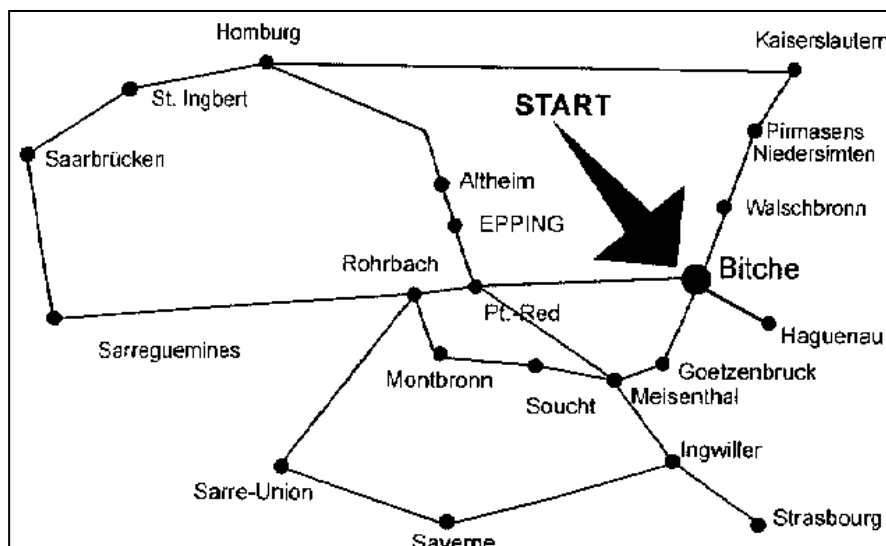 Homburg
Kaiserslautern
St. Ingbert
START
Pirmasens
Niedersimten
Saarbrücken
Altheim
Walschbronn
EPPING
Rohrbach
Bitche
Pt.-Red
Haguenau
Sarreguemines
Montbronn
Goetzenbruck
Soucht
Meisenthal
Ingwiller
Sarre-Union
Strasbourg
Saverne